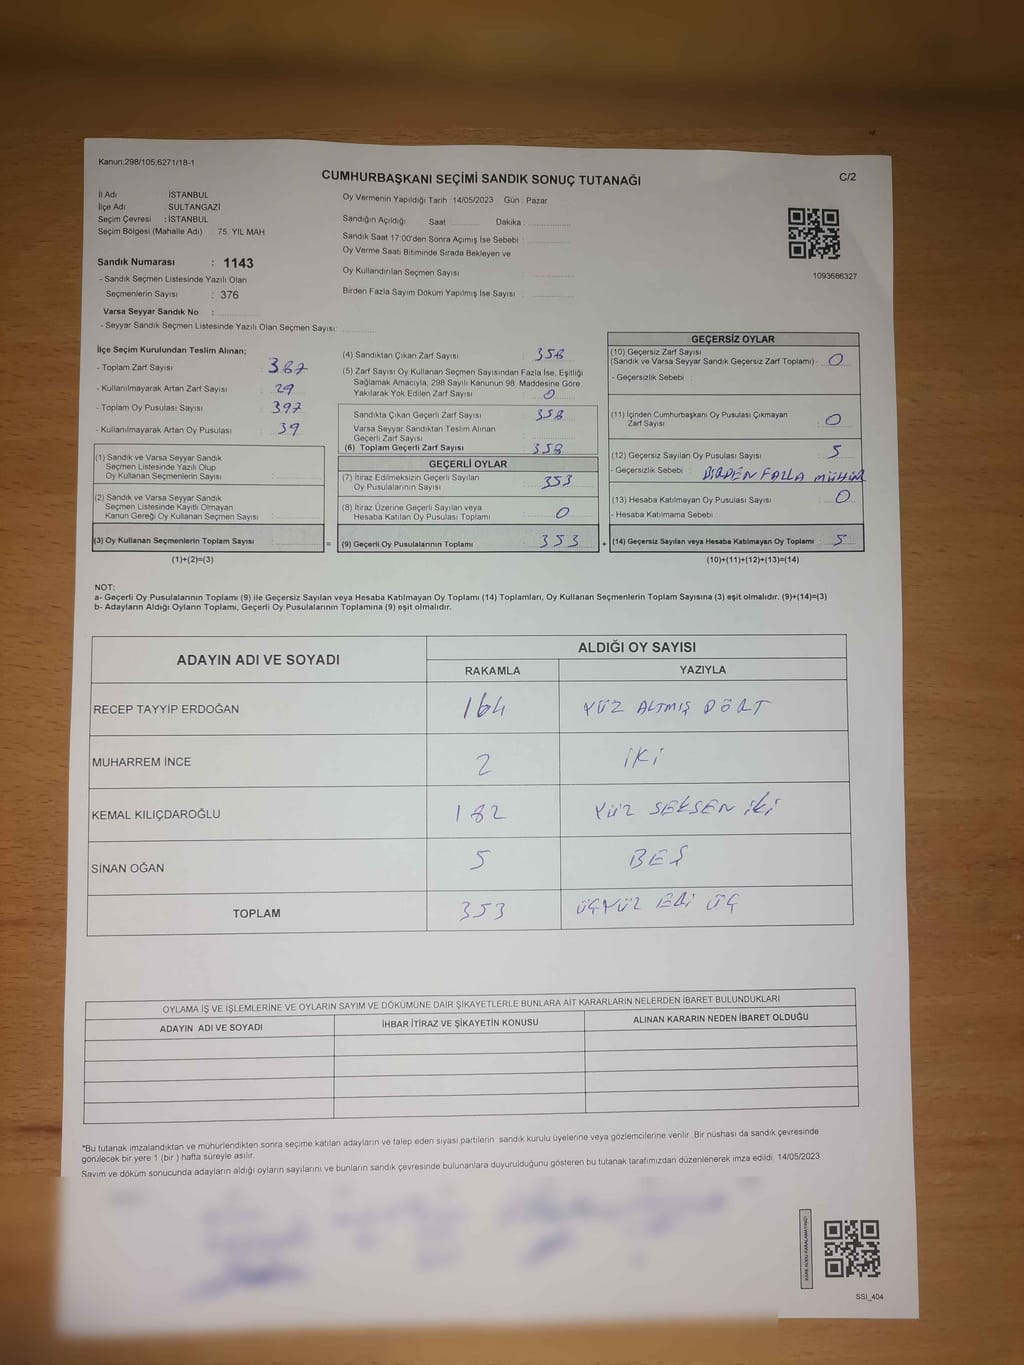 Kanun:298/105;6271/18-1
CUMHURBAŞKANI SEÇİMİ SANDIK SONUÇ TUTANAĞI
C/2
İl Adı İSTANBUL
İlçe Adı : SULTANGAZİ
Seçim Çevresi : İSTANBUL
Seçim Bölgesi (Mahalle Adı) : 75. YIL MAH.
Sandık Numarası : 1143
- Sandık Seçmen Listesinde Yazılı Olan
Seçmenlerin Sayısı : 376
Varsa Seyyar Sandık No :
- Seyyar Sandık Seçmen Listesinde Yazılı Olan Seçmen Sayısı:
Oy Vermenin Yapıldığı Tarih :14/05/2023 Gün : Pazar
Sandığın Açıldığı Saat Dakika :
Sandık Saat 17:00'den Sonra Açımış İse Sebebi :
Oy Verme Saati Bitiminde Sırada Bekleyen ve
Oy Kullandırılan Seçmen Sayısı :
Birden Fazla Sayım Döküm Yapılmış İse Sayısı :
1093686327
İlçe Seçim Kurulundan Teslim Alınan;
- Toplam Zarf Sayısı : 387
- Kullanılmayarak Artan Zarf Sayısı : 29
- Toplam Oy Pusulası Sayısı : 397
- Kullanılmayarak Artan Oy Pusulası : 39
(1) Sandık ve Varsa Seyyar Sandık
Seçmen Listesinde Yazılı Olup
Oy Kullanan Seçmenlerin Sayısı :
(2) Sandık ve Varsa Seyyar Sandık
Seçmen Listesinde Kayıtlı Olmayan
Kanun Gereği Oy Kullanan Seçmen Sayısı :
(3) Oy Kullanan Seçmenlerin Toplam Sayısı :
(1)+(2)=(3)
(4) Sandıktan Çıkan Zarf Sayısı : 358
(5) Zarf Sayısı Oy Kullanan Seçmen Sayısından Fazla İse, Eşitliği
Sağlamak Amacıyla; 298 Sayılı Kanunun 98. Maddesine Göre
Yakılarak Yok Edilen Zarf Sayısı : 0
Sandıkta Çıkan Geçerli Zarf Sayısı : 358
Varsa Seyyar Sandıktan Teslim Alınan
Geçerli Zarf Sayısı :
(6) Toplam Geçerli Zarf Sayısı : 358
GEÇERLİ OYLAR
(7) İtiraz Edilmeksizin Geçerli Sayılan
Oy Pusulalarının Sayısı : 353
(8) İtiraz Üzerine Geçerli Sayılan veya
Hesaba Katılan Oy Pusulası Toplamı : 0
= (9) Geçerli Oy Pusulalarının Toplamı : 353
GEÇERSİZ OYLAR
(10) Geçersiz Zarf Sayısı
(Sandık ve Varsa Seyyar Sandık Geçersiz Zarf Toplamı) : 0
- Geçersizlik Sebebi :
(11) İçinden Cumhurbaşkanı Oy Pusulası Çıkmayan
Zarf Sayısı : 0
(12) Geçersiz Sayılan Oy Pusulası Sayısı : 5
- Geçersizlik Sebebi : BİRDEN FAZLA MÜHÜR
(13) Hesaba Katılmayan Oy Pusulası Sayısı : 0
- Hesaba Katılmama Sebebi :
+ (14) Geçersiz Sayılan veya Hesaba Katılmayan Oy Toplamı : 5
(10)+(11)+(12)+(13)=(14)
NOT:
a- Geçerli Oy Pusulalarının Toplamı (9) ile Geçersiz Sayılan veya Hesaba Katılmayan Oy Toplamı (14) Toplamları, Oy Kullanan Seçmenlerin Toplam Sayısına (3) eşit olmalıdır. (9)+(14)=(3)
b- Adayların Aldığı Oyların Toplamı, Geçerli Oy Pusulalarının Toplamına (9) eşit olmalıdır.
ADAYIN ADI VE SOYADI ALDIĞI OY SAYISI
RAKAMLA YAZIYLA
RECEP TAYYİP ERDOĞAN 164 YÜZ ALTMIŞ DÖRT
MUHARREM İNCE 2 İKİ
KEMAL KILIÇDAROĞLU 182 YÜZ SEKSEN İKİ
SİNAN OĞAN 5 BEŞ
TOPLAM 353 ÜÇYÜZ ELLİ ÜÇ
OYLAMA İŞ VE İŞLEMLERİNE VE OYLARIN SAYIM VE DÖKÜMÜNE DAİR ŞİKAYETLERLE BUNLARA AİT KARARLARIN NELERDEN İBARET BULUNDUKLARI
ADAYIN ADI VE SOYADI İHBAR İTİRAZ VE ŞİKAYETİN KONUSU ALINAN KARARIN NEDEN İBARET OLDUĞU
*Bu tutanak imzalandıktan ve mühürlendikten sonra seçime katılan adayların ve talep eden siyasi partilerin, sandık kurulu üyelerine veya gözlemcilerine verilir. Bir nüshası da sandık çevresinde
görülecek bir yere 1 (bir ) hafta süreyle asılır.
Sayım ve döküm sonucunda adayların aldığı oyların sayılarını ve bunların sandık çevresinde bulunanlara duyurulduğunu gösteren bu tutanak tarafımızdan düzenlenerek imza edildi. 14/05/2023
KARE KODU KARALAMAYINIZ!
SSI_404